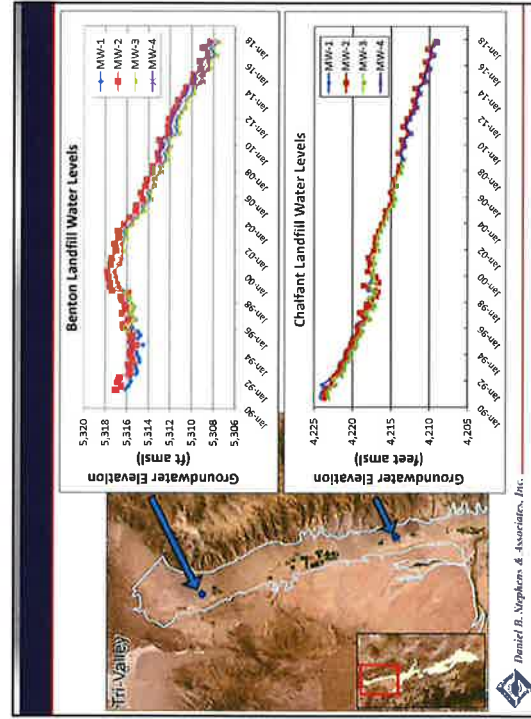 Tri-Valley
Benton Landfill Water Levels
Groundwater Elevation
(ft amsl)
5,320
5,318
5,316
5,314
5,312
5,310
5,308
5,306
Jan-90
Jan-92
Jan-94
Jan-96
Jan-98
Jan-00
Jan-02
Jan-04
Jan-06
Jan-08
Jan-10
Jan-12
Jan-14
Jan-16
Jan-18
MW-1
MW-2
MW-3
MW-4
Chalfant Landfill Water Levels
Groundwater Elevation
(feet amsl)
4,225
4,220
4,215
4,210
4,205
Jan-90
Jan-92
Jan-94
Jan-96
Jan-98
Jan-00
Jan-02
Jan-04
Jan-06
Jan-08
Jan-10
Jan-12
Jan-14
Jan-16
Jan-18
MW-1
MW-2
MW-3
MW-4
Daniel B. Stephens & Associates, Inc.